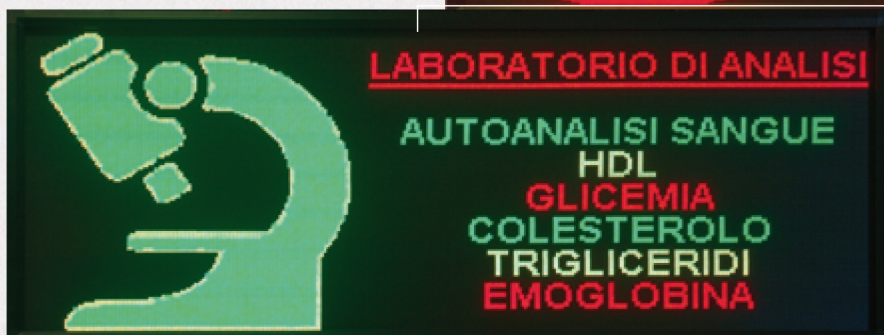 LABORATORIO DI ANALISI
AUTOANALISI SANGUE
HDL
GLICEMIA
COLESTEROLO
TRIGLICERIDI
EMOGLOBINA